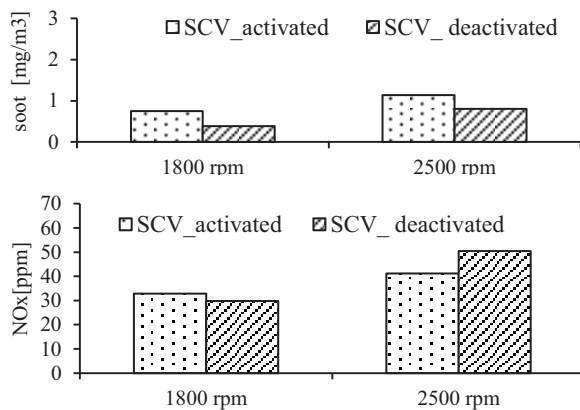 3
SCV_activated
SCV_ deactivated
2
1
0
soot [mg/m3]
1800 rpm
2500 rpm
70
SCV_activated
SCV_ deactivated
60
50
40
30
20
10
0
NOx[ppm]
1800 rpm
2500 rpm